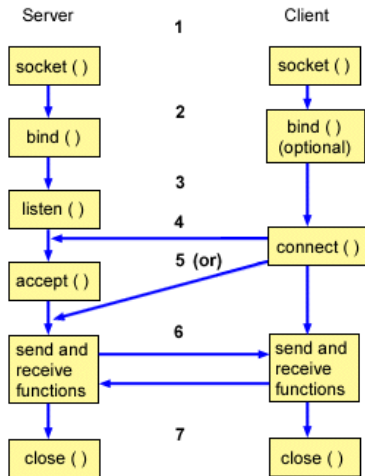 Server
1
Client
socket ( )
socket ( )
2
bind ( )
bind ( )
(optional)
3
listen ( )
4
connect ( )
5 (or)
accept ( )
6
send and
receive
functions
send and
receive
functions
7
close ( )
close ( )